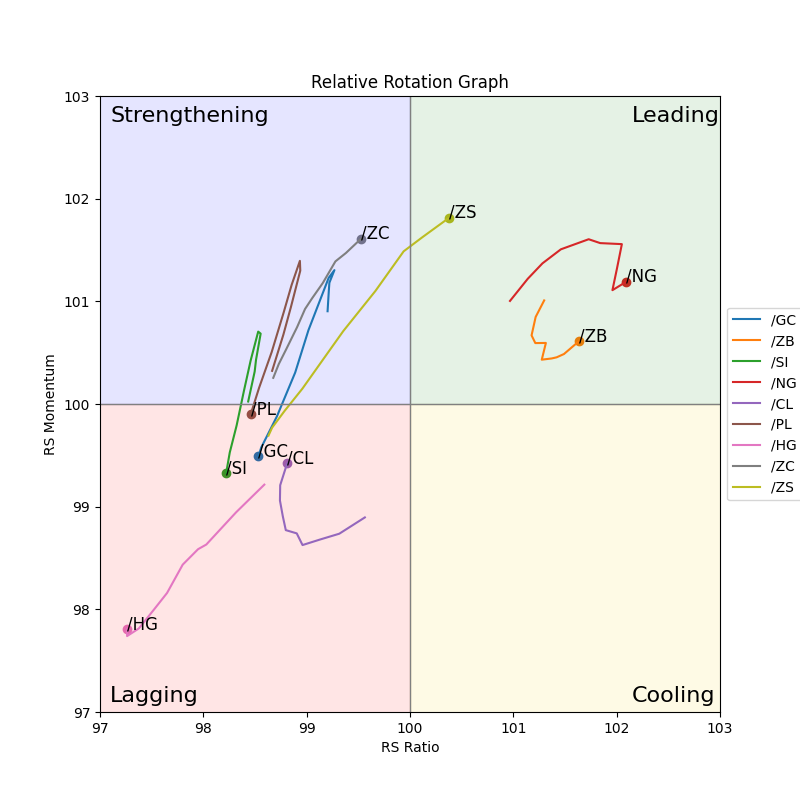 Relative Rotation Graph
103
Strengthening
Leading
102
/ZS
/ZC
/NG
101
/ZB
/GC
/ZB
/SI
/NG
/CL
/PL
/HG
/ZC
/ZS
RS Momentum
100
/PL
/GC
/CL
/SI
99
98
/HG
Lagging
Cooling
97
97
98
99
100
101
102
103
RS Ratio